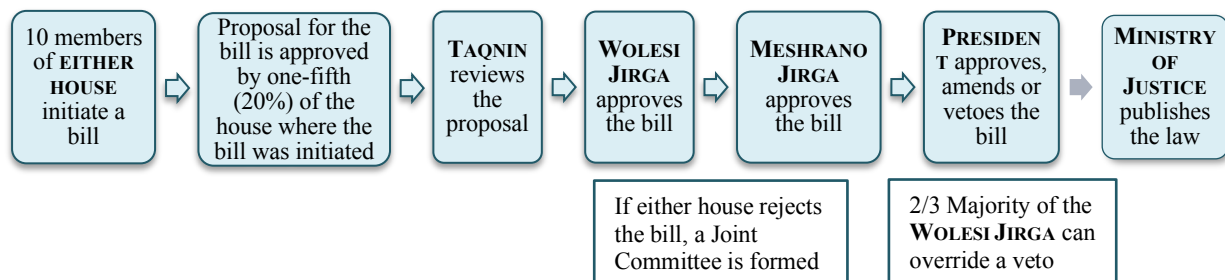 10 members
of EITHER
HOUSE
initiate a
bill
Proposal for the
bill is approved
by one-fifth
(20%) of the
house where the
bill was initiated
TAQNIN
reviews
the
proposal
WOLESI
JIRGA
approves
the bill
MESHRANO
JIRGA
approves
the bill
PRESIDEN
T approves,
amends or
vetoes the
bill
MINISTRY
OF
JUSTICE
publishes
the law
If either house rejects
the bill, a Joint
Committee is formed
2/3 Majority of the
WOLESI JIRGA can
override a veto